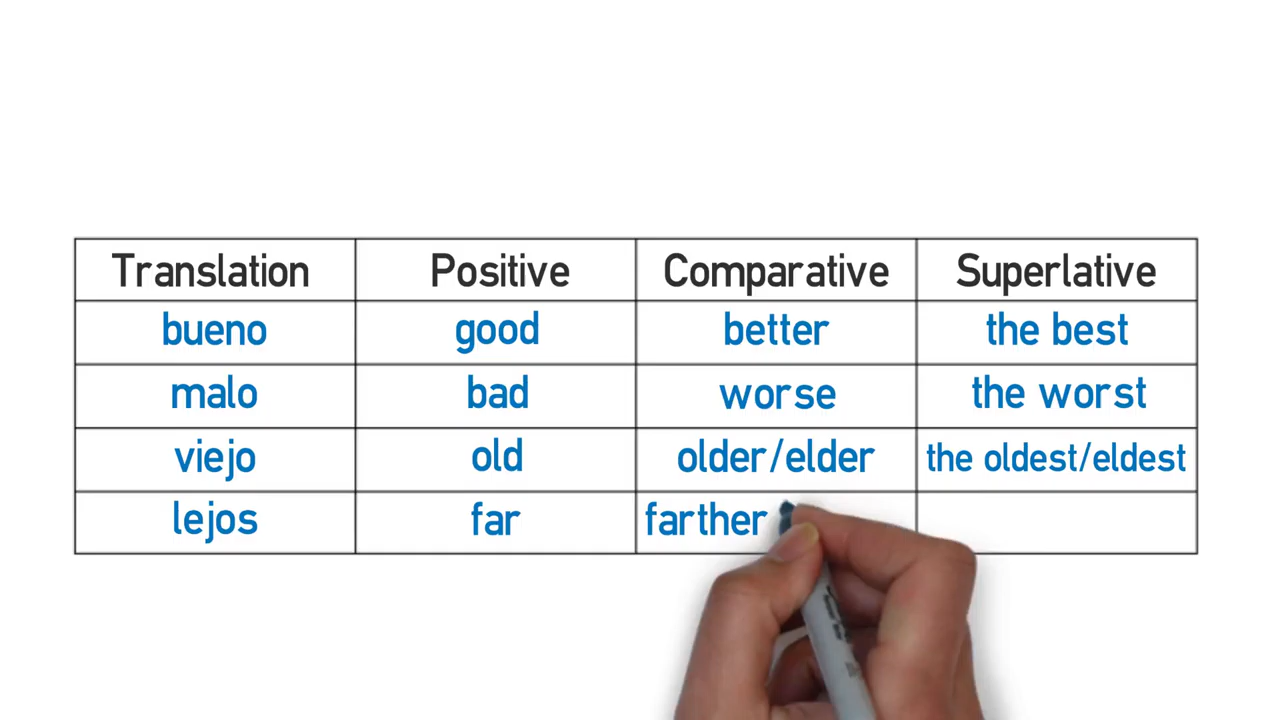 Translation Positive Comparative Superlative
bueno good better the best
malo bad worse the worst
viejo old older/elder the oldest/eldest
lejos far farther